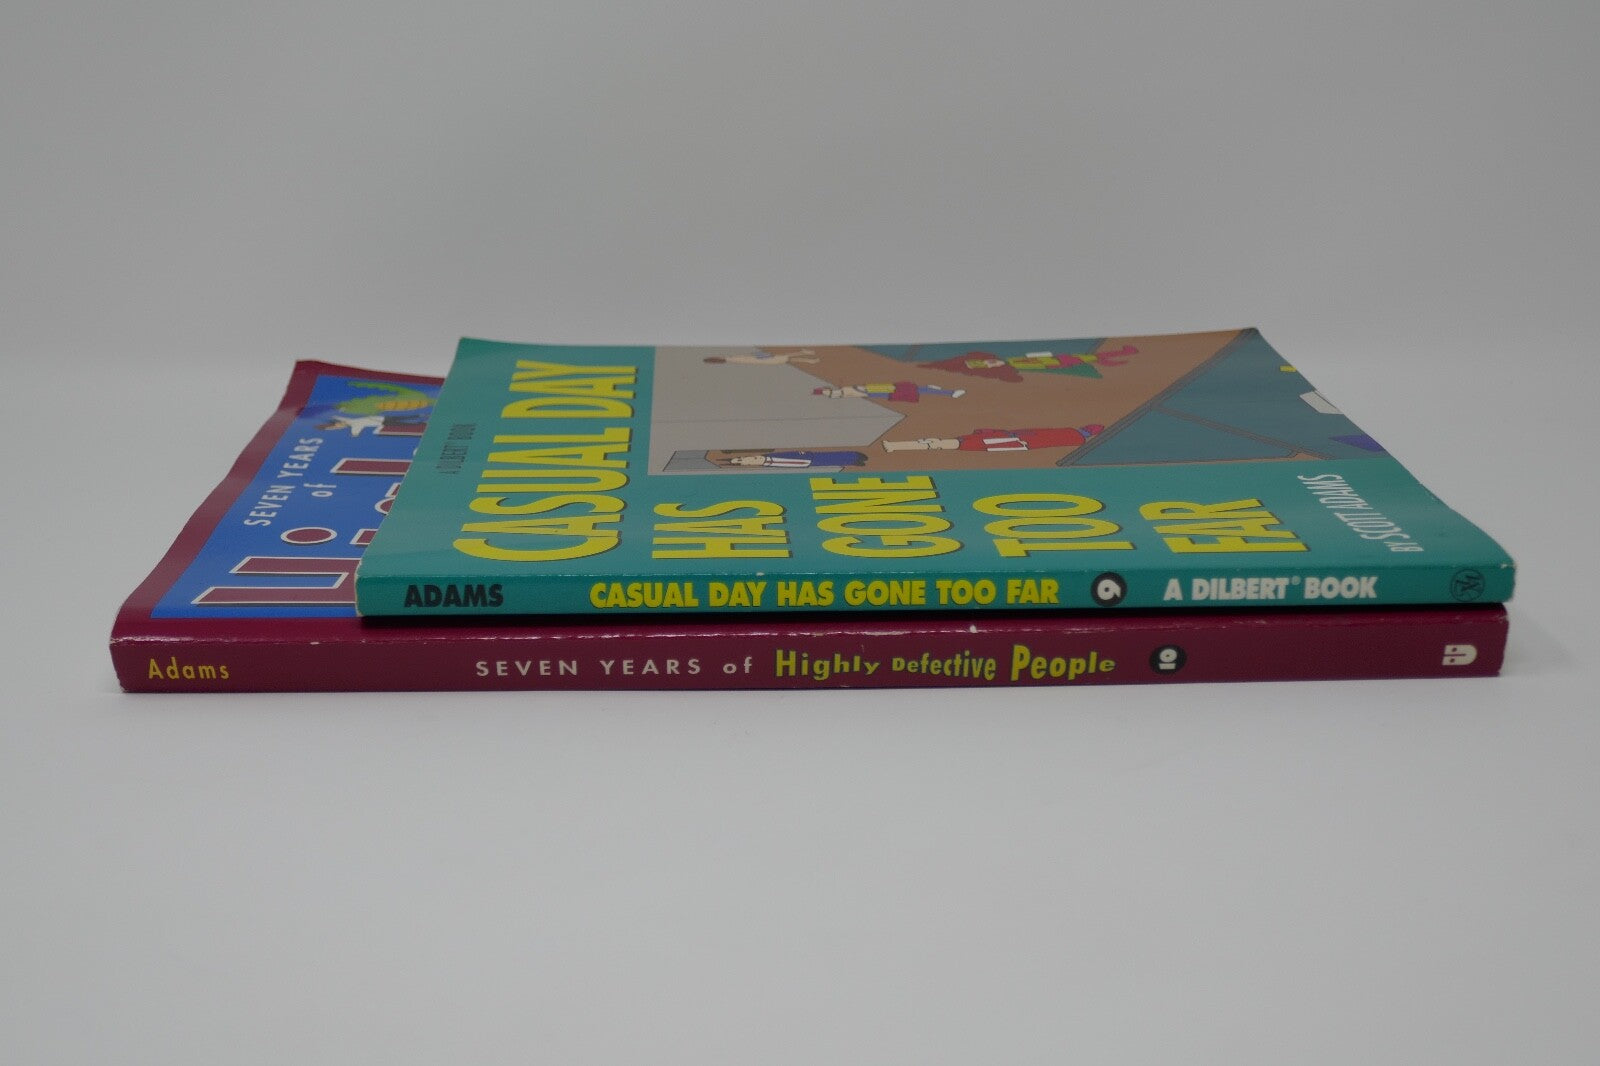 SEVEN YEARS
of
A DILBERT® BOOK
CASUAL DAY
HAS
GONE
TOO
FAR
BY SCOTT ADAMS
ADAMS CASUAL DAY HAS GONE TOO FAR 9 A DILBERT® BOOK
Adams SEVEN YEARS of Highly Defective People 10